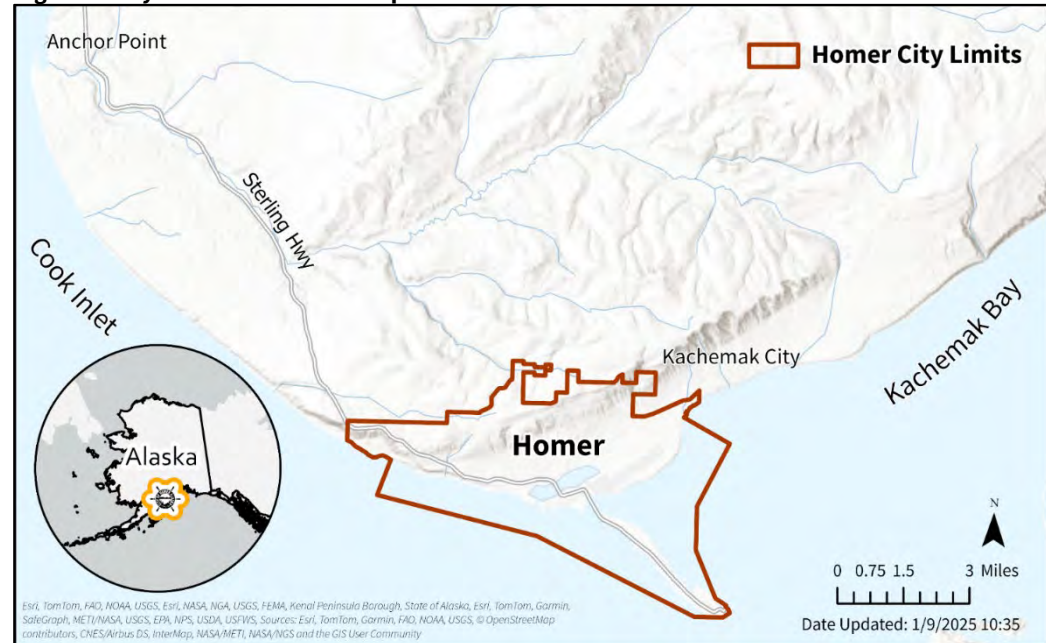 Anchor Point
Homer City Limits
Sterling Hwy
Cook Inlet
Kachemak City
Kachemak Bay
Homer
Alaska
N
0 0.75 1.5 3 Miles
Date Updated: 1/9/2025 10:35
Esri, TomTom, FAO, NOAA, USGS, Esri, NASA, NGA, USGS, FEMA, Kenai Peninsula Borough, State of Alaska, Esri, TomTom, Garmin,
SafeGraph, METI/NASA, USGS, EPA, NPS, USDA, USFWS, Sources: Esri, TomTom, Garmin, FAO, NOAA, USGS, © OpenStreetMap
contributors, CNES/Airbus DS, InterMap, NASA/METI, NASA/NGS and the GIS User Community